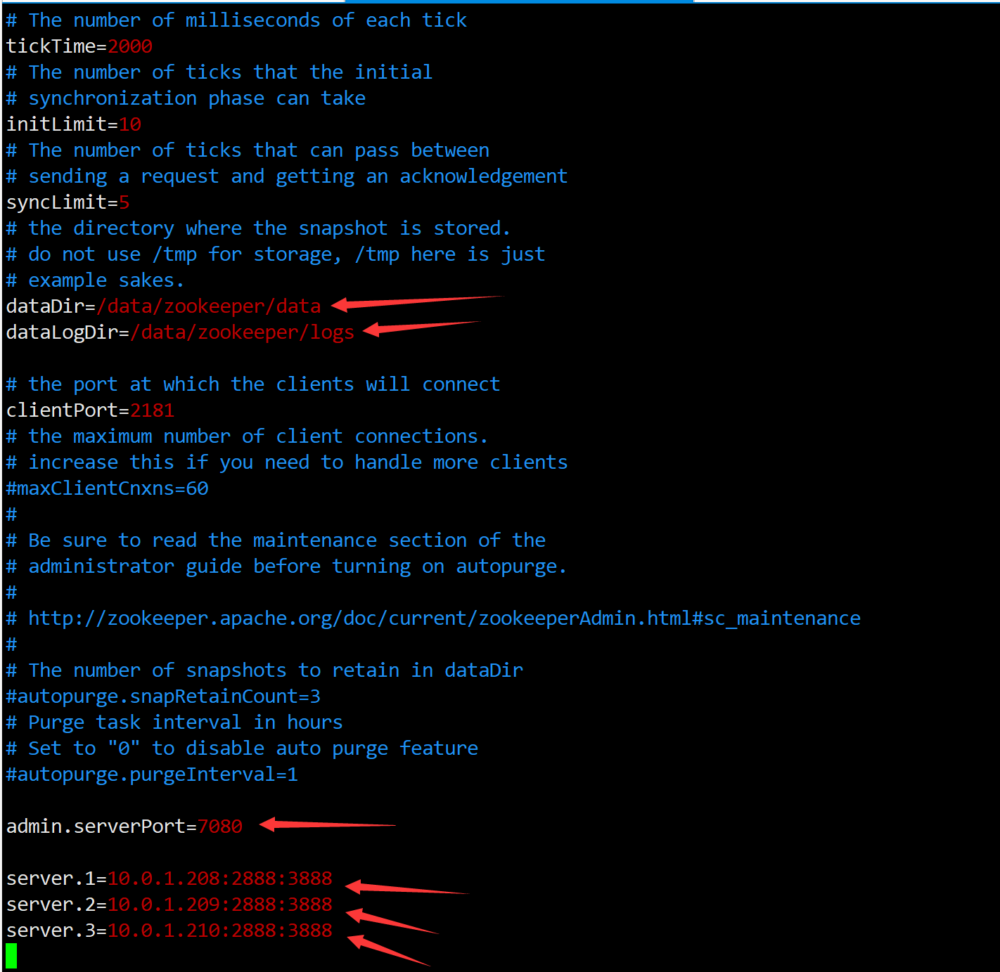 # The number of milliseconds of each tick
tickTime=2000
# The number of ticks that the initial
# synchronization phase can take
initLimit=10
# The number of ticks that can pass between
# sending a request and getting an acknowledgement
syncLimit=5
# the directory where the snapshot is stored.
# do not use /tmp for storage, /tmp here is just
# example sakes.
dataDir=/data/zookeeper/data
dataLogDir=/data/zookeeper/logs
# the port at which the clients will connect
clientPort=2181
# the maximum number of client connections.
# increase this if you need to handle more clients
#maxClientCnxns=60
#
# Be sure to read the maintenance section of the
# administrator guide before turning on autopurge.
#
# http://zookeeper.apache.org/doc/current/zookeeperAdmin.html#sc_maintenance
#
# The number of snapshots to retain in dataDir
#autopurge.snapRetainCount=3
# Purge task interval in hours
# Set to "0" to disable auto purge feature
#autopurge.purgeInterval=1
admin.serverPort=7080
server.1=10.0.1.208:2888:3888
server.2=10.0.1.209:2888:3888
server.3=10.0.1.210:2888:3888